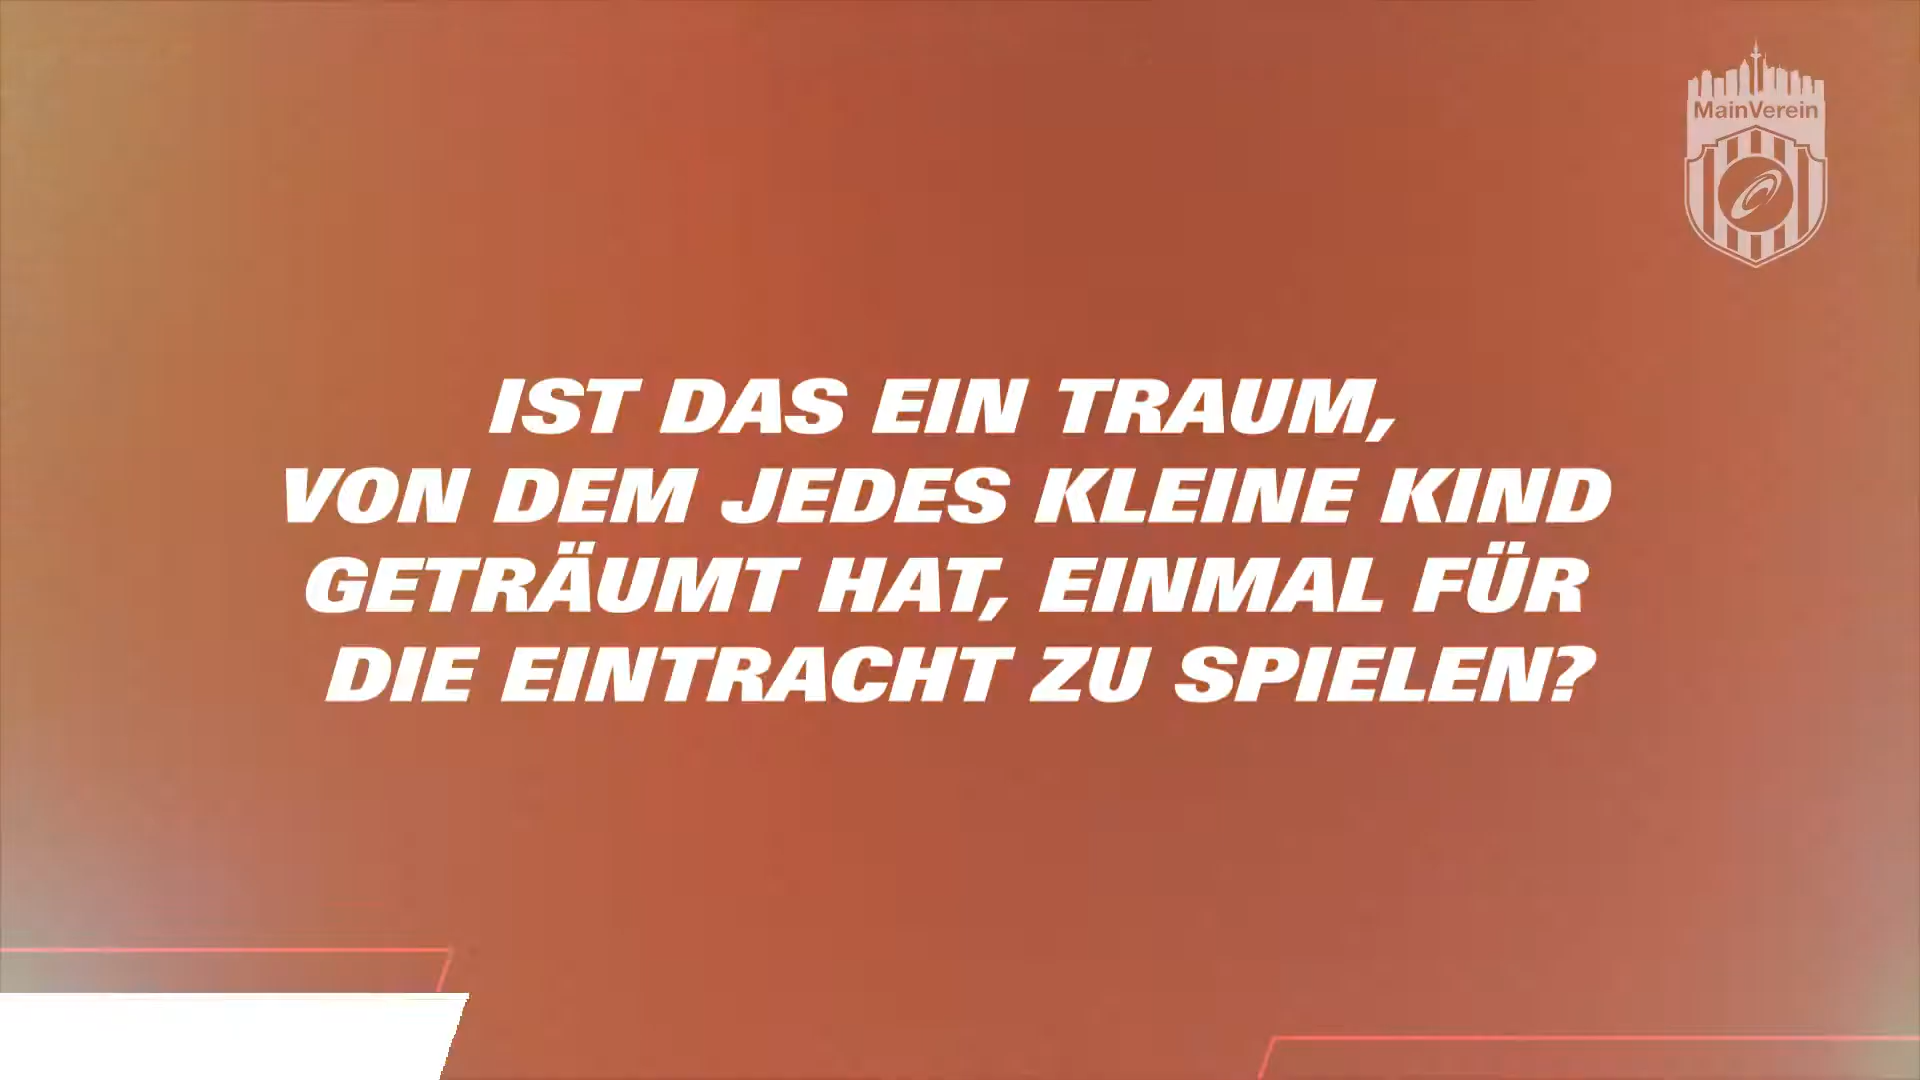 MainVerein
IST DAS EIN TRAUM,
VON DEM JEDES KLEINE KIND
GETRÄUMT HAT, EINMAL FÜR
DIE EINTRACHT ZU SPIELEN?